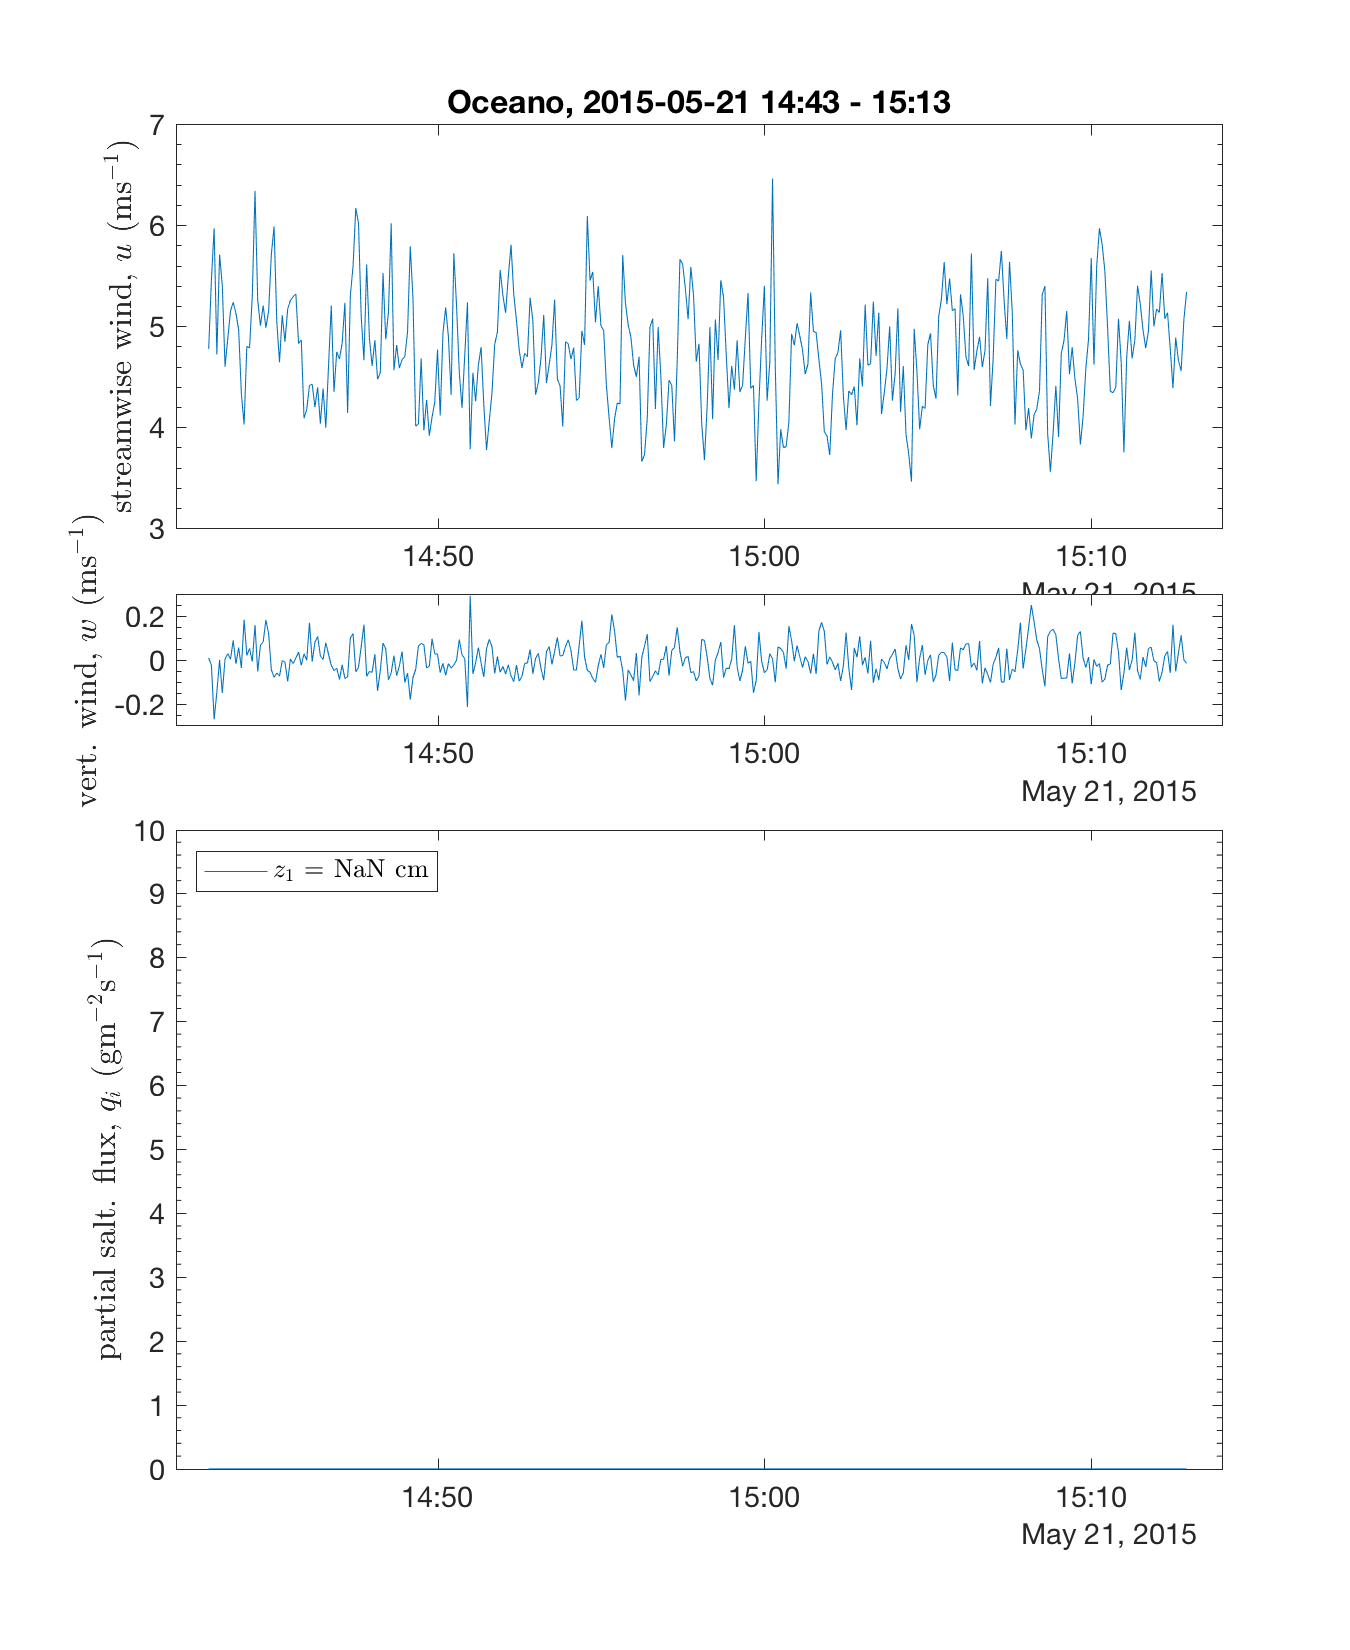 Oceano, 2015-05-21 14:43 - 15:13
streamwise wind, u (ms⁻¹)
7
6
5
4
3
14:50 15:00 15:10
May 21, 2015
vert. wind, w (ms⁻¹)
0.2
0
-0.2
14:50 15:00 15:10
May 21, 2015
partial salt. flux, qᵢ (gm⁻²s⁻¹)
z₁ = NaN cm
10
9
8
7
6
5
4
3
2
1
0
14:50 15:00 15:10
May 21, 2015